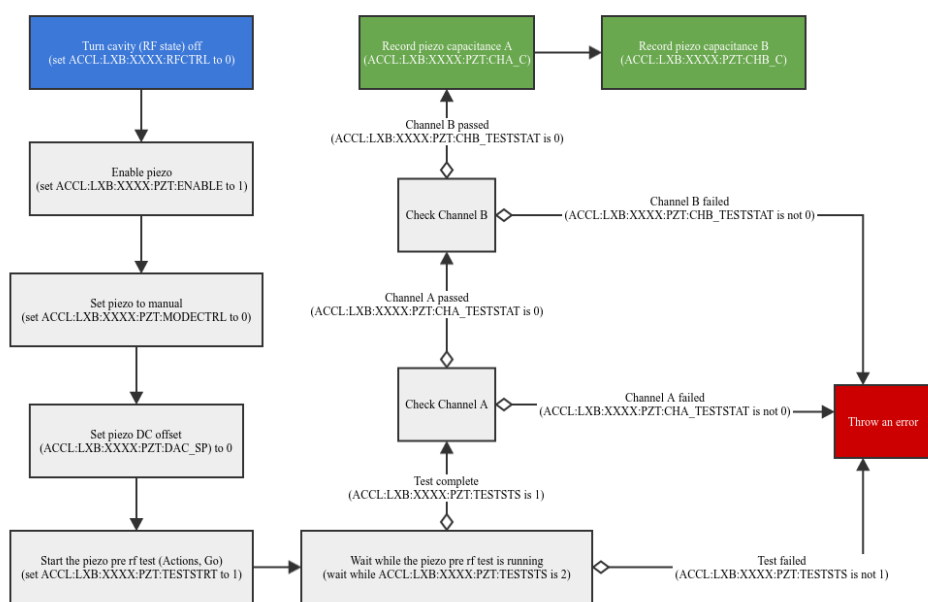 Turn cavity (RF state) off
(set ACCL:LXB:XXXX:RFCTRL to 0)
Enable piezo
(set ACCL:LXB:XXXX:PZT:ENABLE to 1)
Set piezo to manual
(set ACCL:LXB:XXXX:PZT:MODECTRL to 0)
Set piezo DC offset
(ACCL:LXB:XXXX:PZT:DAC_SP) to 0
Start the piezo pre rf test (Actions, Go)
(set ACCL:LXB:XXXX:PZT:TESTSTRT to 1)
Wait while the piezo pre rf test is running
(wait while ACCL:LXB:XXXX:PZT:TESTSTS is 2)
Test failed
(ACCL:LXB:XXXX:PZT:TESTSTS is not 1)
Test complete
(ACCL:LXB:XXXX:PZT:TESTSTS is 1)
Check Channel A
Channel A failed
(ACCL:LXB:XXXX:PZT:CHA_TESTSTAT is not 0)
Throw an error
Channel A passed
(ACCL:LXB:XXXX:PZT:CHA_TESTSTAT is 0)
Check Channel B
Channel B failed
(ACCL:LXB:XXXX:PZT:CHB_TESTSTAT is not 0)
Channel B passed
(ACCL:LXB:XXXX:PZT:CHB_TESTSTAT is 0)
Record piezo capacitance A
(ACCL:LXB:XXXX:PZT:CHA_C)
Record piezo capacitance B
(ACCL:LXB:XXXX:PZT:CHB_C)